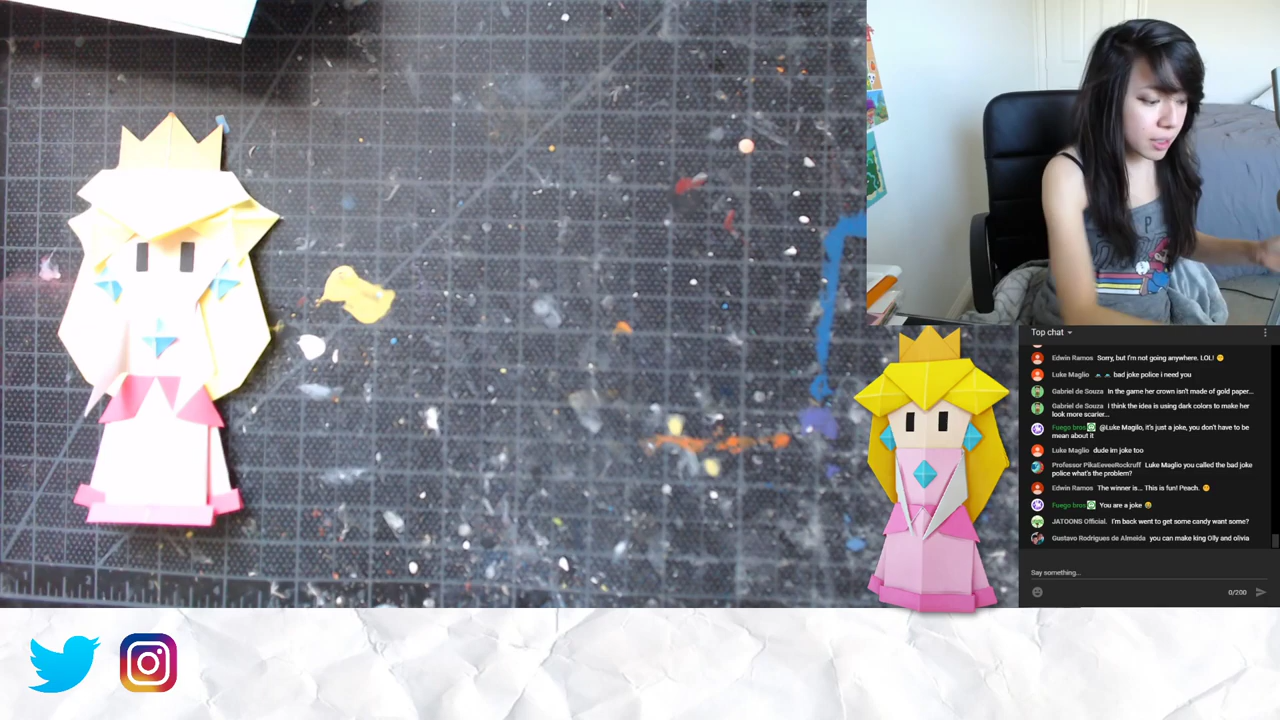 Top chat
Edwin Ramos Sorry, but I'm not going anywhere. LOL!
Luke Maglio bad joke police i need you
Gabriel de Souza In the game her crown isn't made of gold paper...
Gabriel de Souza I think the idea is using dark colors to make her
look more scarier...
Fuego bros @Luke Magilo, it's just a joke, you don't have to be
mean about it
Luke Maglio dude im joke too
Professor PikaEeveeRockruff Luke Maglio you called the bad joke
police what's the problem?
Edwin Ramos The winner is... This is fun! Peach.
Fuego bros You are a joke
JATOONS Official. I'm back went to get some candy want some?
Gustavo Rodrigues de Almeida you can make king Olly and olivia
Say something...
0/200